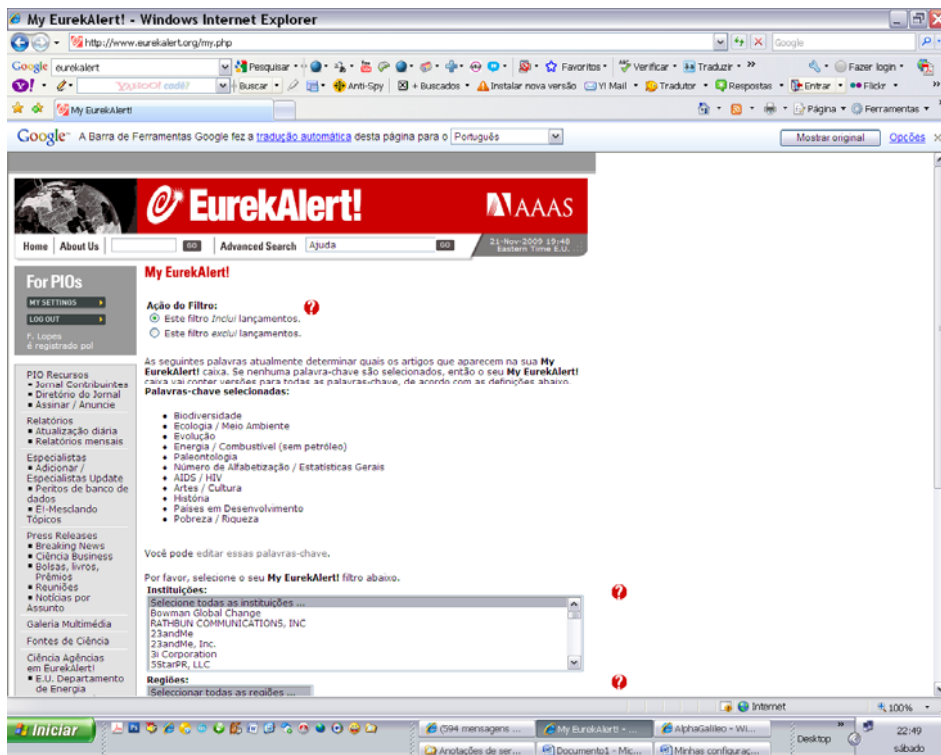 My EurekAlert! - Windows Internet Explorer
http://www.eurekalert.org/my.php
Google
Google eurekalert Pesquisar Favoritos Verificar Traduzir Fazer login
Buscar Anti-Spy + Buscados Instalar nova versão Y! Mail Tradutor Respostas Entrar Flickr
My EurekAlert! Página Ferramentas
Google A Barra de Ferramentas Google fez a tradução automática desta página para o Português Mostrar original Opções
EurekAlert! AAAS
Home About Us GO Advanced Search Ajuda GO 21-Nov-2009 19:48
Eastern Time E.U.
For PIOs
MY SETTINGS
LOG OUT
F. Lopes
é registrado pol
PIO Recursos
Jornal Contribuintes
Diretório do Jornal
Assinar / Anuncie
Relatórios
Atualização diária
Relatórios mensais
Especialistas
Adicionar /
Especialistas Update
Peritos de banco de
dados
E!-Mesclando
Tópicos
Press Releases
Breaking News
Ciência Business
Bolsas, livros,
Prêmios
Reuniões
Notícias por
Assunto
Galeria Multimédia
Fontes de Ciência
Ciência Agências
em EurekAlert!
E.U. Departamento
de Energia
My EurekAlert!
Ação do Filtro:
Este filtro Inclui lançamentos.
Este filtro exclui lançamentos.
As seguintes palavras atualmente determinar quais os artigos que aparecem na sua My
EurekAlert! caixa. Se nenhuma palavra-chave são selecionados, então o seu My EurekAlert!
caixa vai conter versões para todas as palavras-chave, de acordo com as definições abaixo.
Palavras-chave selecionadas:
Biodiversidade
Ecologia / Meio Ambiente
Evolução
Energia / Combustível (sem petróleo)
Paleontologia
Número de Alfabetização / Estatísticas Gerais
AIDS / HIV
Artes / Cultura
História
Países em Desenvolvimento
Pobreza / Riqueza
Você pode editar essas palavras-chave.
Por favor, selecione o seu My EurekAlert! filtro abaixo.
Instituições:
Selecione todas as instituições ...
Bowman Global Change
RATHBUN COMMUNICATIONS, INC
23andMe
23andMe, Inc.
3i Corporation
5StarPR, LLC
Regiões:
Seleccionar todas as regiões ...
Internet 100%
Iniciar (594 mensagens ... My EurekAlert! - ... AlphaGalileo - Wi... Desktop 22:49
Anotações de ser... Documento1 - Mic... Minhas configuraç... sábado